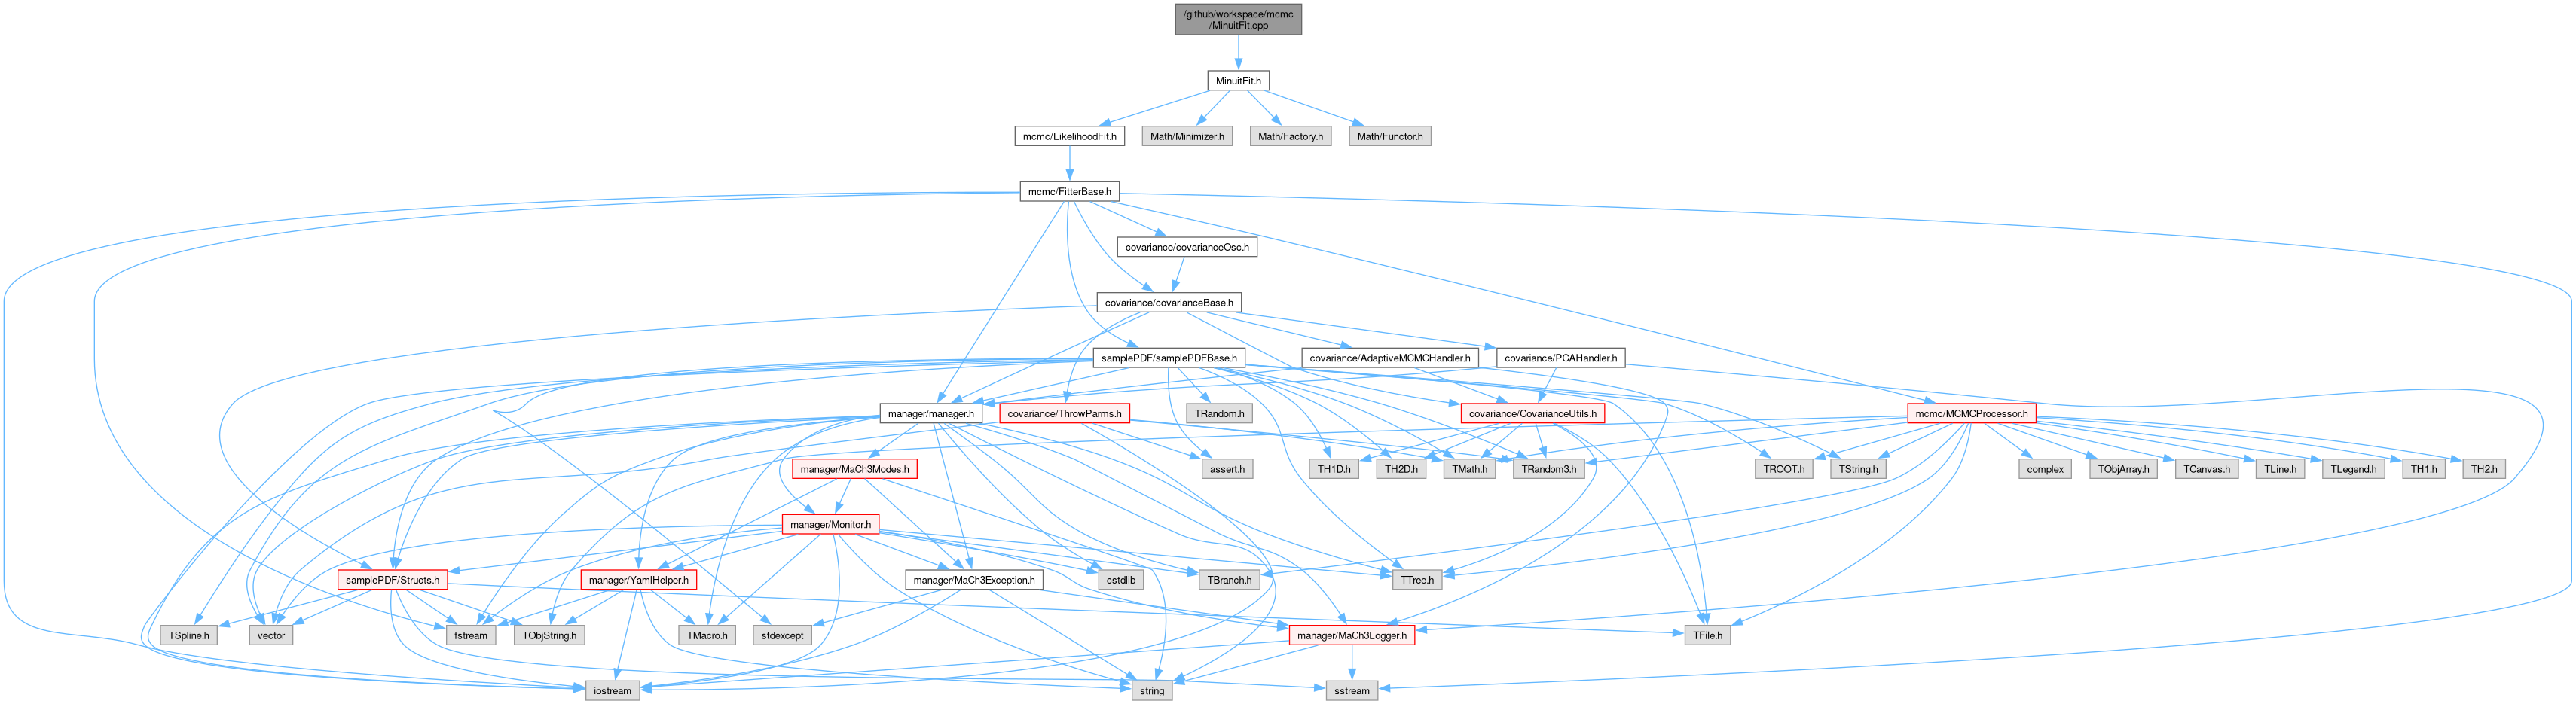 /github/workspace/mcmc
/MinuitFit.cpp
MinuitFit.h
mcmc/LikelihoodFit.h
Math/Minimizer.h
Math/Factory.h
Math/Functor.h
mcmc/FitterBase.h
covariance/covarianceOsc.h
covariance/covarianceBase.h
samplePDF/samplePDFBase.h
covariance/AdaptiveMCMCHandler.h
covariance/PCAHandler.h
manager/manager.h
covariance/ThrowParms.h
TRandom.h
covariance/CovarianceUtils.h
mcmc/MCMCProcessor.h
manager/MaCh3Modes.h
assert.h
TH1D.h
TH2D.h
TMath.h
TRandom3.h
TROOT.h
TString.h
complex
TObjArray.h
TCanvas.h
TLine.h
TLegend.h
TH1.h
TH2.h
manager/Monitor.h
samplePDF/Structs.h
manager/YamlHelper.h
manager/MaCh3Exception.h
cstdlib
TBranch.h
TTree.h
TSpline.h
vector
fstream
TObjString.h
TMacro.h
stdexcept
manager/MaCh3Logger.h
TFile.h
iostream
string
sstream